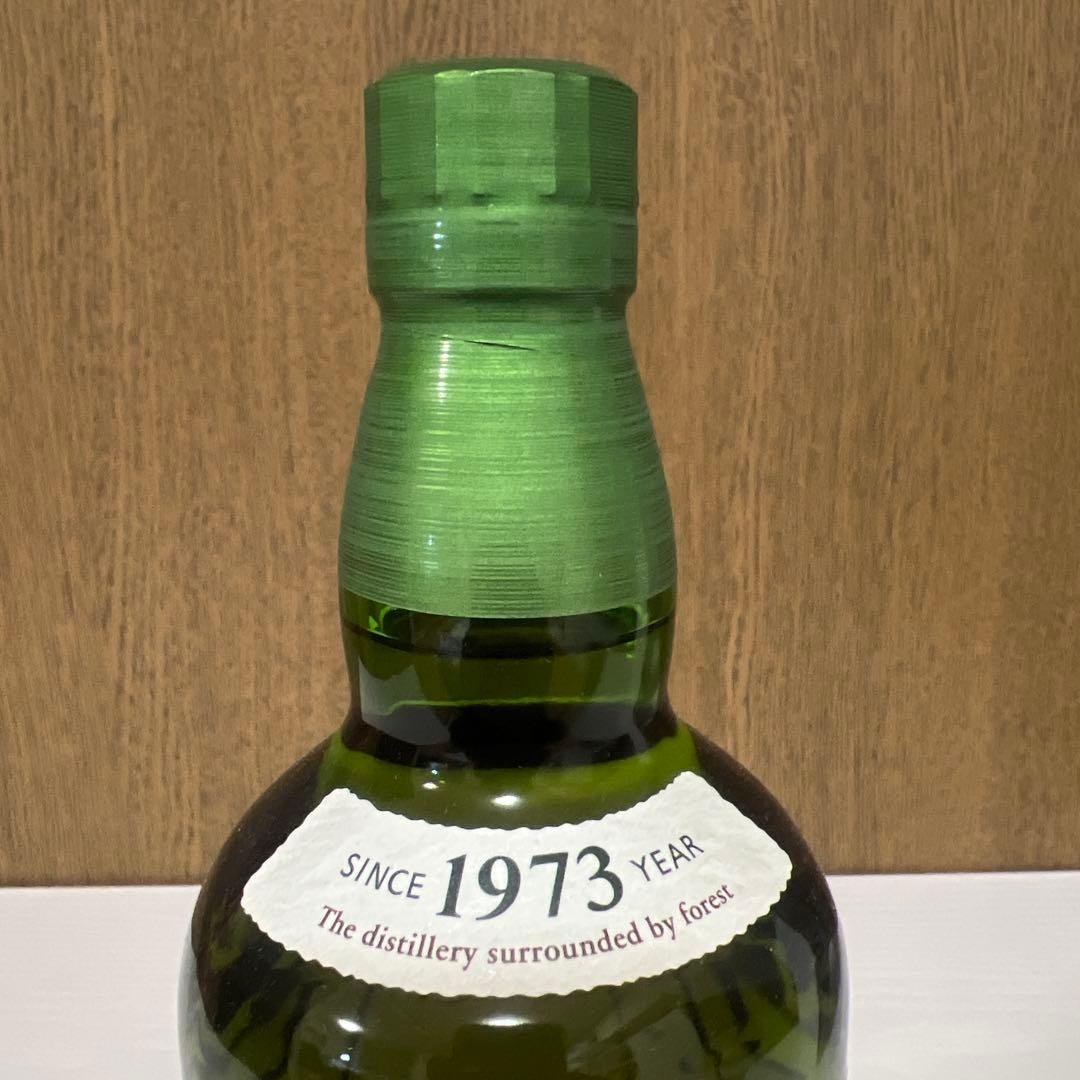 SINCE 1973 YEAR
The distillery surrounded by forest